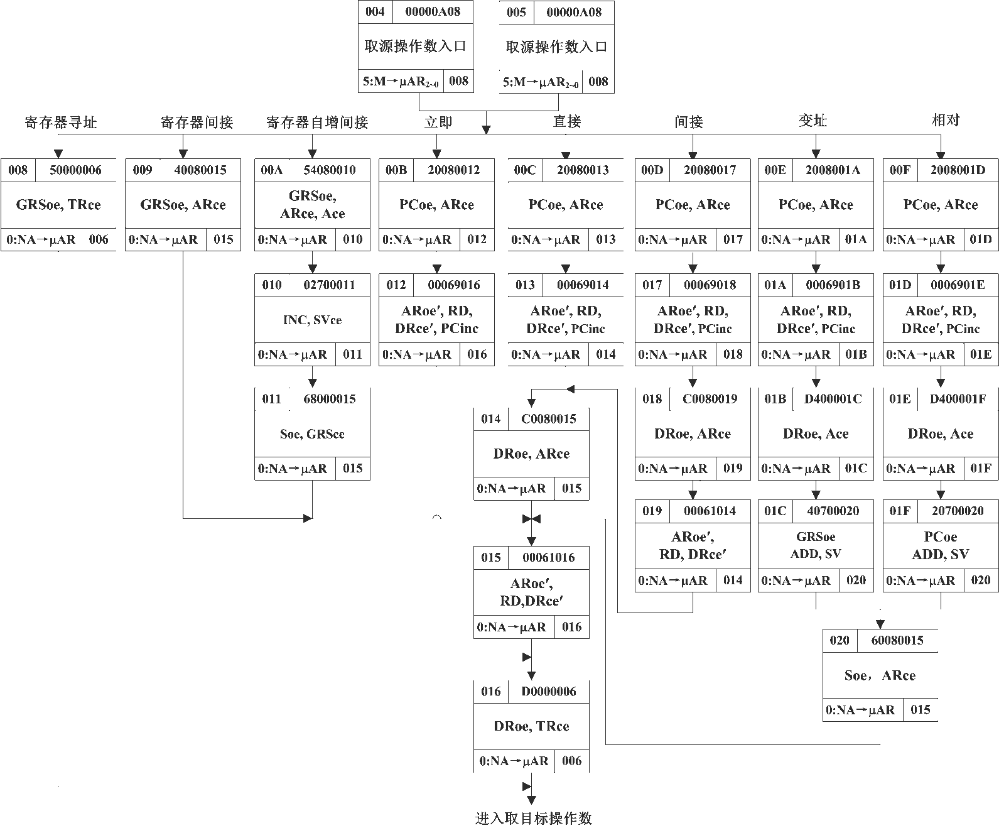 004 00000A08
取源操作数入口
5:M→μAR2~0 008
005 00000A08
取源操作数入口
5:M→μAR2~0 008
寄存器寻址 寄存器间接 寄存器自增间接 立即 直接 间接 变址 相对
008 50000006
GRSoe, TRce
0:NA→μAR 006
009 40080015
GRSoe, ARce
0:NA→μAR 015
00A 54080010
GRSoe,
ARce, Ace
0:NA→μAR 010
00B 20080012
PCoe, ARce
0:NA→μAR 012
00C 20080013
PCoe, ARce
0:NA→μAR 013
00D 20080017
PCoe, ARce
0:NA→μAR 017
00E 2008001A
PCoe, ARce
0:NA→μAR 01A
00F 2008001D
PCoe, ARce
0:NA→μAR 01D
010 02700011
INC, SVce
0:NA→μAR 011
012 00069016
ARoe′, RD,
DRce′, PCinc
0:NA→μAR 016
013 00069014
ARoe′, RD,
DRce′, PCinc
0:NA→μAR 014
017 00069018
ARoe′, RD,
DRce′, PCinc
0:NA→μAR 018
01A 0006901B
ARoe′, RD,
DRce′, PCinc
0:NA→μAR 01B
01D 0006901E
ARoe′, RD,
DRce′, PCinc
0:NA→μAR 01E
011 68000015
Soe, GRSce
0:NA→μAR 015
014 C0080015
DRoe, ARce
0:NA→μAR 015
018 C0080019
DRoe, ARce
0:NA→μAR 019
01B D400001C
DRoe, Ace
0:NA→μAR 01C
01E D400001F
DRoe, Ace
0:NA→μAR 01F
019 00061014
ARoe′,
RD, DRce′
0:NA→μAR 014
01C 40700020
GRSoe
ADD, SV
0:NA→μAR 020
01F 20700020
PCoe
ADD, SV
0:NA→μAR 020
015 00061016
ARoe′,
RD,DRce′
0:NA→μAR 016
020 60080015
Soe, ARce
0:NA→μAR 015
016 D0000006
DRoe, TRce
0:NA→μAR 006
进入取目标操作数